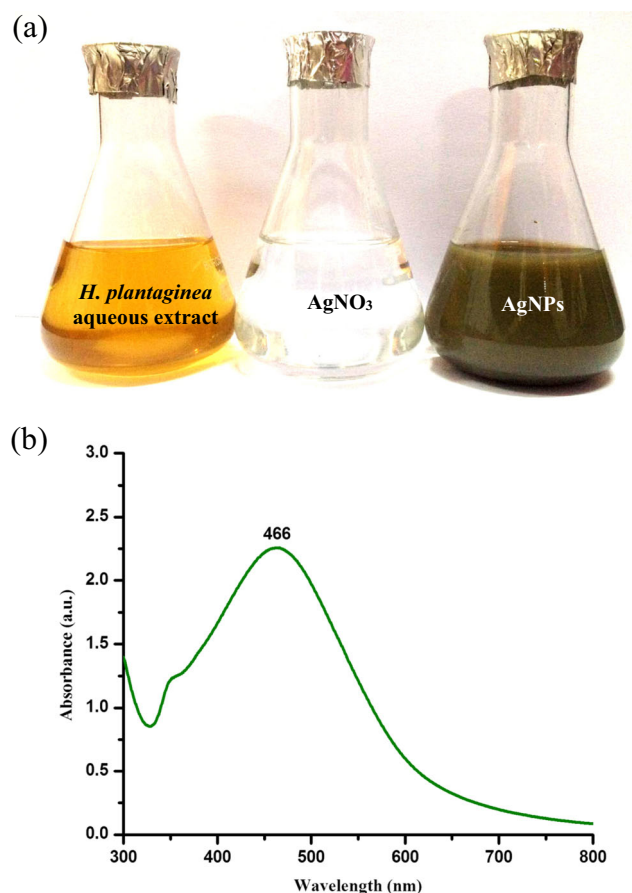 (a)
H. plantaginea
aqueous extract
AgNO₃
AgNPs
(b)
3.0
2.5
2.0
1.5
1.0
0.5
0.0
Absorbance (a.u.)
466
300 400 500 600 700 800
Wavelength (nm)